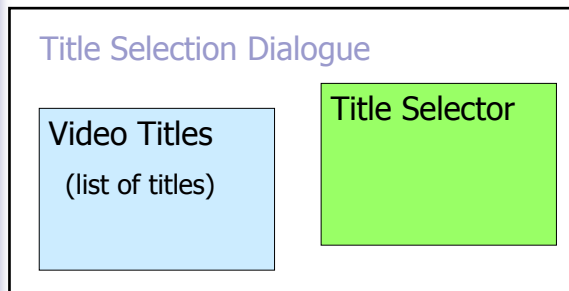 Title Selection Dialogue
Video Titles
(list of titles)
Title Selector